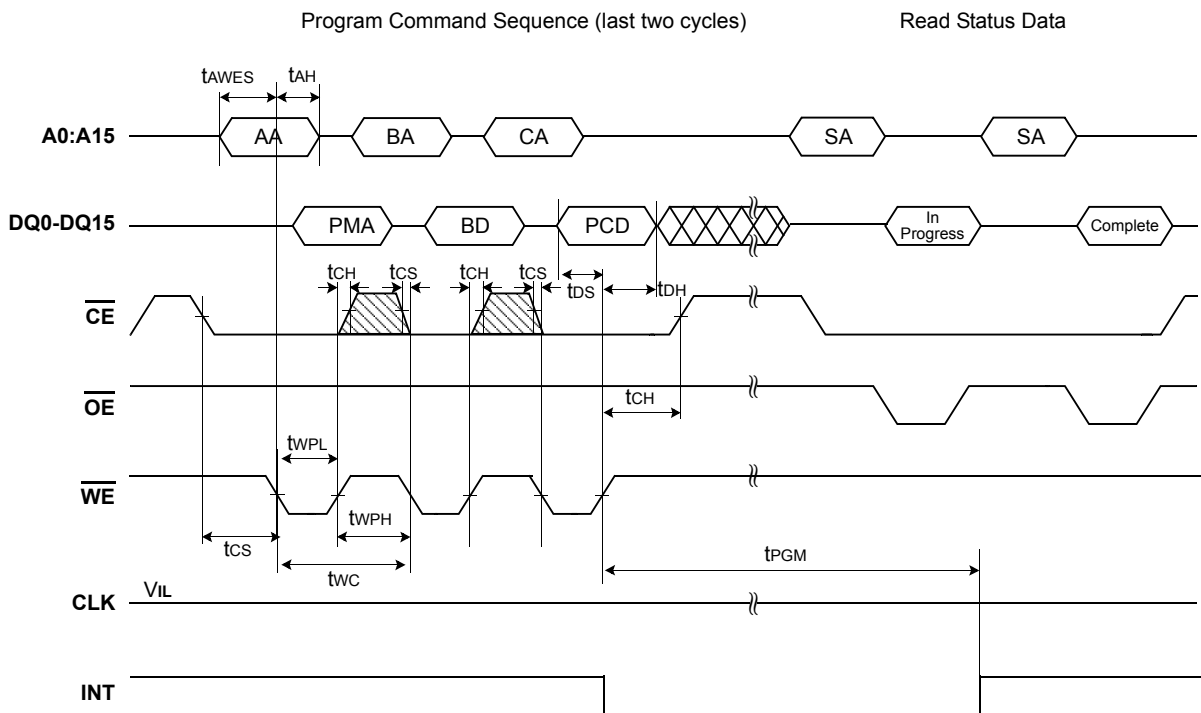 Program Command Sequence (last two cycles) Read Status Data
tAWES tAH
A0:A15 AA BA CA SA SA
DQ0-DQ15 PMA BD PCD In Progress Complete
tCH tCS tCH tCS tDS tDH
CE
OE tCH
tWPL
WE
tWPH
tCS tPGM
tWC
CLK VIL
INT